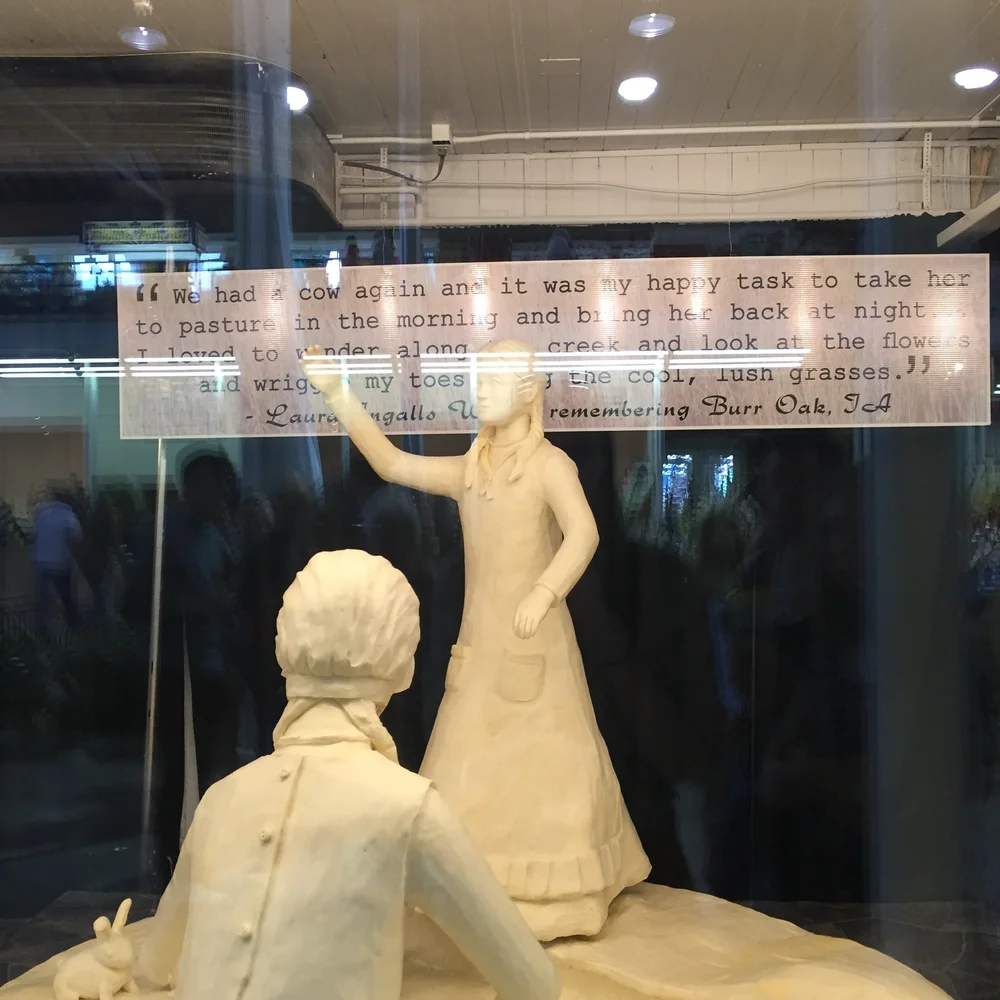 “ We had a cow again and it was my happy task to take her
to pasture in the morning and bring her back at night...
I loved to wander along creek and look at the flowers
and wriggle my toes the cool, lush grasses.”
- Laura Ingalls remembering Burr Oak, IA